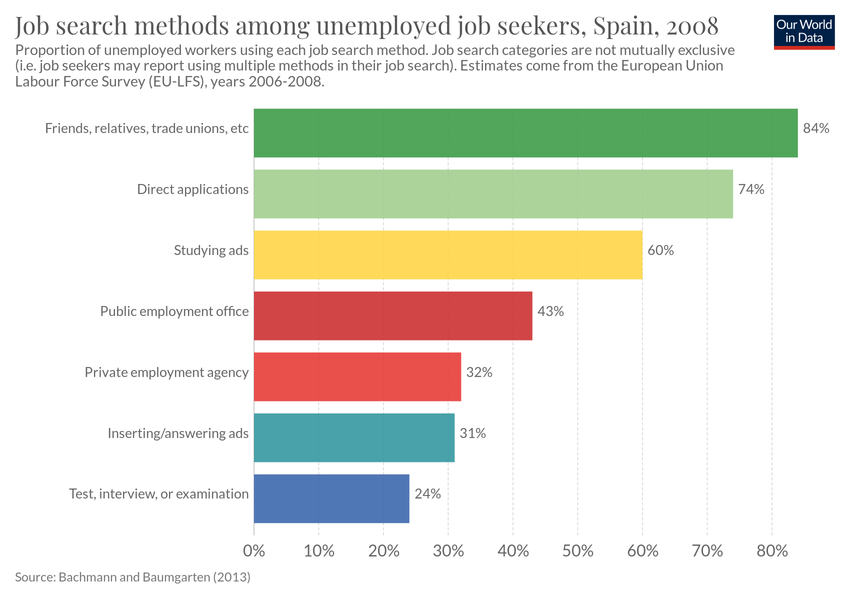 Job search methods among unemployed job seekers, Spain, 2008
Our World
in Data
Proportion of unemployed workers using each job search method. Job search categories are not mutually exclusive
(i.e. job seekers may report using multiple methods in their job search). Estimates come from the European Union
Labour Force Survey (EU-LFS), years 2006-2008.
Friends, relatives, trade unions, etc 84%
Direct applications 74%
Studying ads 60%
Public employment office 43%
Private employment agency 32%
Inserting/answering ads 31%
Test, interview, or examination 24%
0% 10% 20% 30% 40% 50% 60% 70% 80%
Source: Bachmann and Baumgarten (2013)